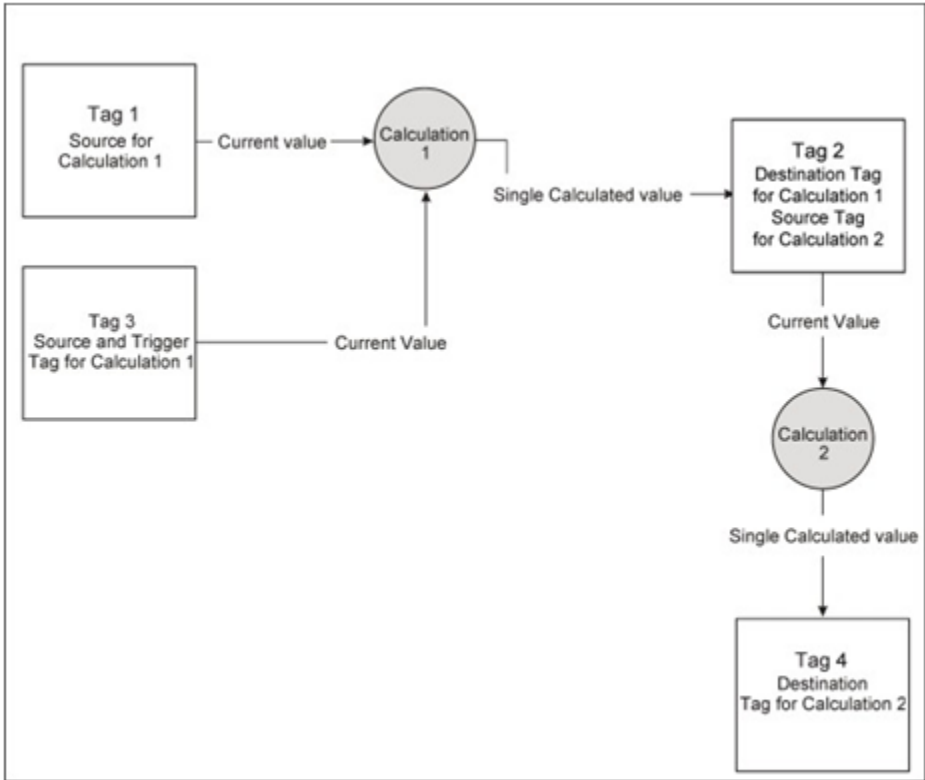 Tag 1
Source for
Calculation 1
Current value
Calculation
1
Single Calculated value
Tag 2
Destination Tag
for Calculation 1
Source Tag
for Calculation 2
Tag 3
Source and Trigger
Tag for Calculation 1
Current Value
Current Value
Calculation
2
Single Calculated value
Tag 4
Destination
Tag for Calculation 2